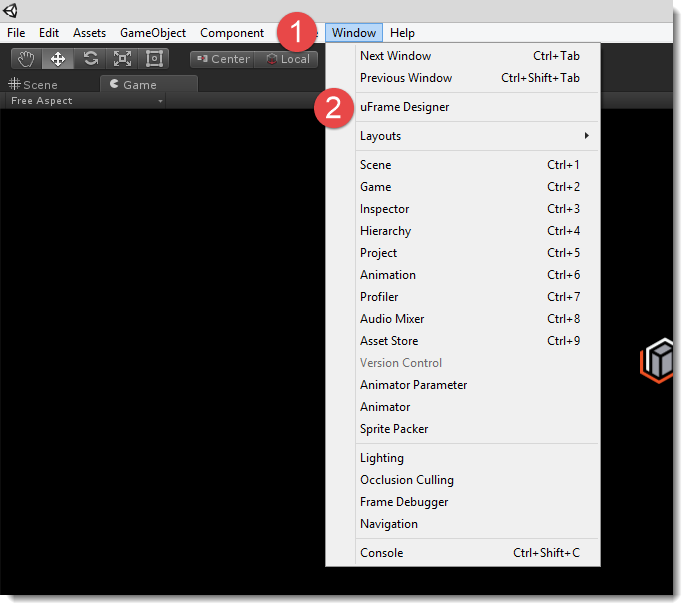 File Edit Assets GameObject Component 1 Window Help
Center Local
Scene Game
Free Aspect
Next Window Ctrl+Tab
Previous Window Ctrl+Shift+Tab
2 uFrame Designer
Layouts
Scene Ctrl+1
Game Ctrl+2
Inspector Ctrl+3
Hierarchy Ctrl+4
Project Ctrl+5
Animation Ctrl+6
Profiler Ctrl+7
Audio Mixer Ctrl+8
Asset Store Ctrl+9
Version Control
Animator Parameter
Animator
Sprite Packer
Lighting
Occlusion Culling
Frame Debugger
Navigation
Console Ctrl+Shift+C